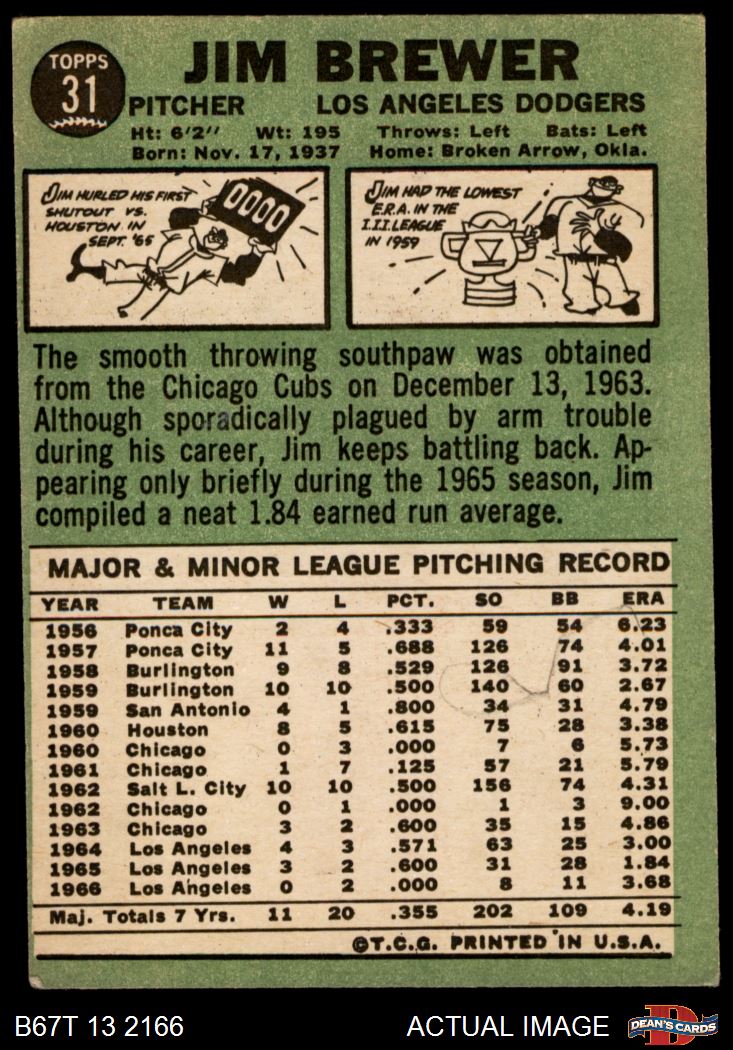 TOPPS
31
JIM BREWER
PITCHER LOS ANGELES DODGERS
Ht: 6'2'' Wt: 195 Throws: Left Bats: Left
Born: Nov. 17, 1937 Home: Broken Arrow, Okla.
JIM HURLED HIS FIRST
SHUTOUT VS.
HOUSTON IN
SEPT. '65
0000
JIM HAD THE LOWEST
E.R.A. IN THE
I.I.I. LEAGUE
IN 1959
The smooth throwing southpaw was obtained
from the Chicago Cubs on December 13, 1963.
Although sporadically plagued by arm trouble
during his career, Jim keeps battling back. Ap-
pearing only briefly during the 1965 season, Jim
compiled a neat 1.84 earned run average.
MAJOR & MINOR LEAGUE PITCHING RECORD
YEAR TEAM W L PCT. SO BB ERA
1956 Ponca City 2 4 .333 59 54 6.23
1957 Ponca City 11 5 .688 126 74 4.01
1958 Burlington 9 8 .529 126 91 3.72
1959 Burlington 10 10 .500 140 60 2.67
1959 San Antonio 4 1 .800 34 31 4.79
1960 Houston 8 5 .615 75 28 3.38
1960 Chicago 0 3 .000 7 6 5.73
1961 Chicago 1 7 .125 57 21 5.79
1962 Salt L. City 10 10 .500 156 74 4.31
1962 Chicago 0 1 .000 1 3 9.00
1963 Chicago 3 2 .600 35 15 4.86
1964 Los Angeles 4 3 .571 63 25 3.00
1965 Los Angeles 3 2 .600 31 28 1.84
1966 Los Angeles 0 2 .000 8 11 3.68
Maj. Totals 7 Yrs. 11 20 .355 202 109 4.19
©T.C.G. PRINTED IN U.S.A.
B67T 13 2166 ACTUAL IMAGE
D
DEAN'S CARDS